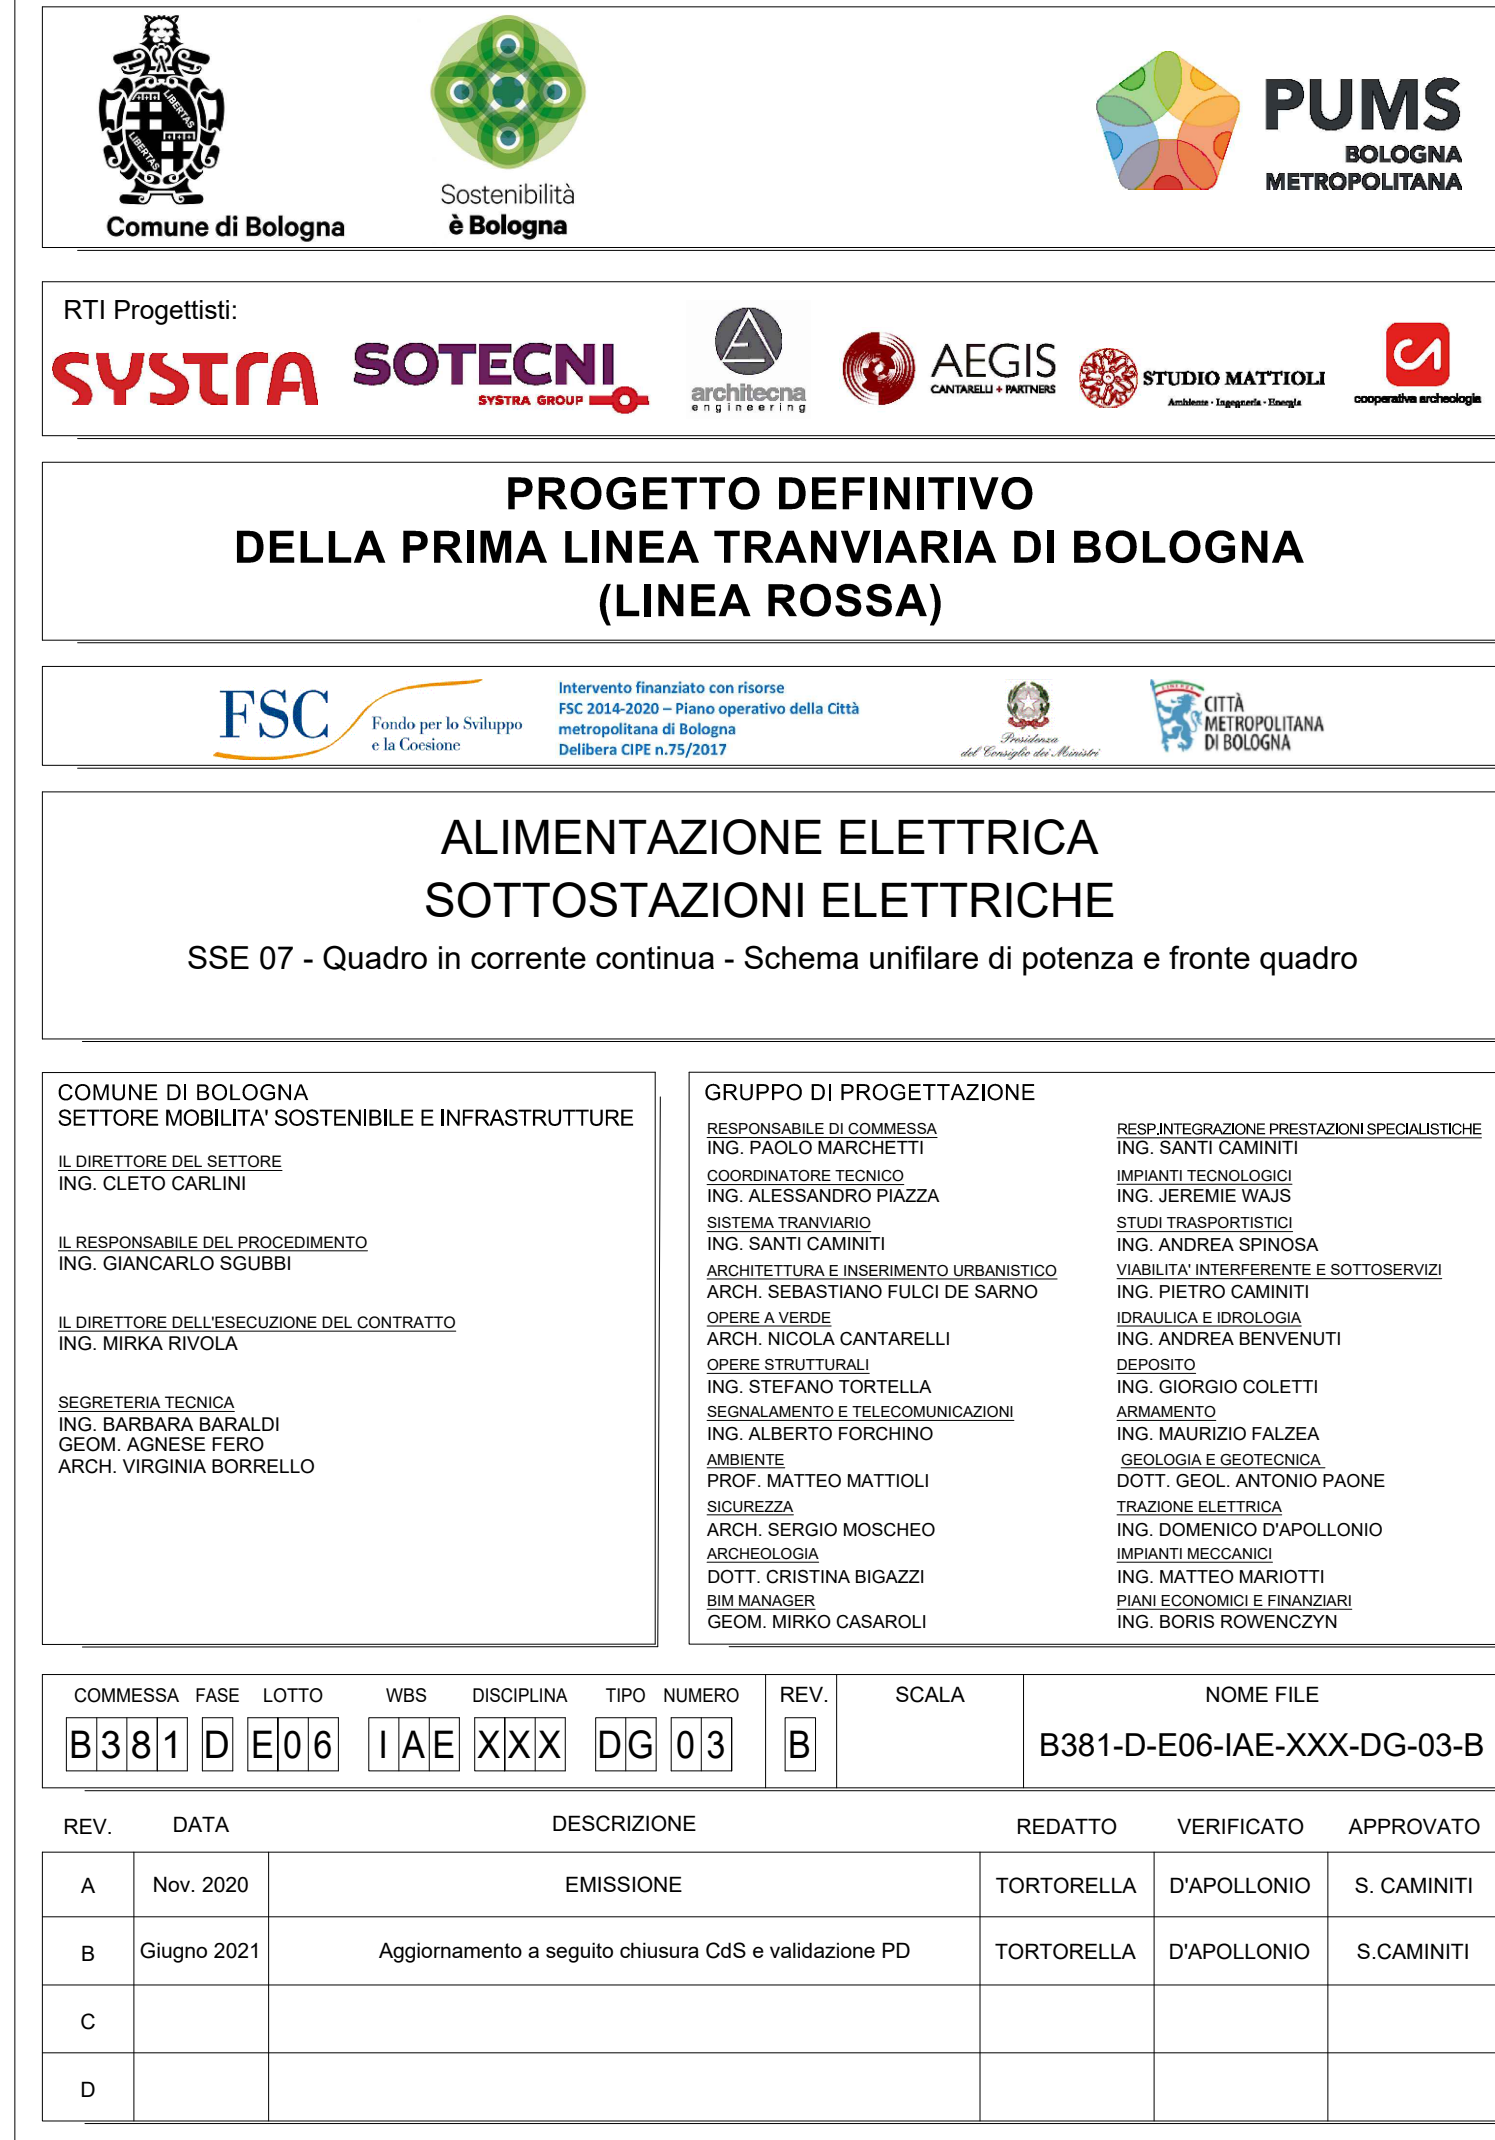 Comune di Bologna
Sostenibilità
è Bologna
PUMS
BOLOGNA
METROPOLITANA
LIBERTAS
LIBERTAS
RTI Progettisti:
SYSTRA
SOTECNI
SYSTRA GROUP
architecna
engineering
AEGIS
CANTARELLI + PARTNERS
STUDIO MATTIOLI
Ambiente - Ingegneria - Energia
cooperativa archeologia
PROGETTO DEFINITIVO
DELLA PRIMA LINEA TRANVIARIA DI BOLOGNA
(LINEA ROSSA)
FSC
Fondo per lo Sviluppo
e la Coesione
Intervento finanziato con risorse
FSC 2014-2020 – Piano operativo della Città
metropolitana di Bologna
Delibera CIPE n.75/2017
Presidenza
del Consiglio dei Ministri
CITTÀ
METROPOLITANA
DI BOLOGNA
ALIMENTAZIONE ELETTRICA
SOTTOSTAZIONI ELETTRICHE
SSE 07 - Quadro in corrente continua - Schema unifilare di potenza e fronte quadro
COMUNE DI BOLOGNA
SETTORE MOBILITA' SOSTENIBILE E INFRASTRUTTURE
IL DIRETTORE DEL SETTORE
ING. CLETO CARLINI
IL RESPONSABILE DEL PROCEDIMENTO
ING. GIANCARLO SGUBBI
IL DIRETTORE DELL'ESECUZIONE DEL CONTRATTO
ING. MIRKA RIVOLA
SEGRETERIA TECNICA
ING. BARBARA BARALDI
GEOM. AGNESE FERO
ARCH. VIRGINIA BORRELLO
GRUPPO DI PROGETTAZIONE
RESPONSABILE DI COMMESSA
ING. PAOLO MARCHETTI
COORDINATORE TECNICO
ING. ALESSANDRO PIAZZA
SISTEMA TRANVIARIO
ING. SANTI CAMINITI
ARCHITETTURA E INSERIMENTO URBANISTICO
ARCH. SEBASTIANO FULCI DE SARNO
OPERE A VERDE
ARCH. NICOLA CANTARELLI
OPERE STRUTTURALI
ING. STEFANO TORTELLA
SEGNALAMENTO E TELECOMUNICAZIONI
ING. ALBERTO FORCHINO
AMBIENTE
PROF. MATTEO MATTIOLI
SICUREZZA
ARCH. SERGIO MOSCHEO
ARCHEOLOGIA
DOTT. CRISTINA BIGAZZI
BIM MANAGER
GEOM. MIRKO CASAROLI
RESP.INTEGRAZIONE PRESTAZIONI SPECIALISTICHE
ING. SANTI CAMINITI
IMPIANTI TECNOLOGICI
ING. JEREMIE WAJS
STUDI TRASPORTISTICI
ING. ANDREA SPINOSA
VIABILITA' INTERFERENTE E SOTTOSERVIZI
ING. PIETRO CAMINITI
IDRAULICA E IDROLOGIA
ING. ANDREA BENVENUTI
DEPOSITO
ING. GIORGIO COLETTI
ARMAMENTO
ING. MAURIZIO FALZEA
GEOLOGIA E GEOTECNICA
DOTT. GEOL. ANTONIO PAONE
TRAZIONE ELETTRICA
ING. DOMENICO D'APOLLONIO
IMPIANTI MECCANICI
ING. MATTEO MARIOTTI
PIANI ECONOMICI E FINANZIARI
ING. BORIS ROWENCZYN
COMMESSA FASE LOTTO WBS DISCIPLINA TIPO NUMERO REV. SCALA NOME FILE
B381 D E06 IAE XXX DG 03 B B381-D-E06-IAE-XXX-DG-03-B
REV. DATA DESCRIZIONE REDATTO VERIFICATO APPROVATO
A Nov. 2020 EMISSIONE TORTORELLA D'APOLLONIO S. CAMINITI
B Giugno 2021 Aggiornamento a seguito chiusura CdS e validazione PD TORTORELLA D'APOLLONIO S.CAMINITI
C
D